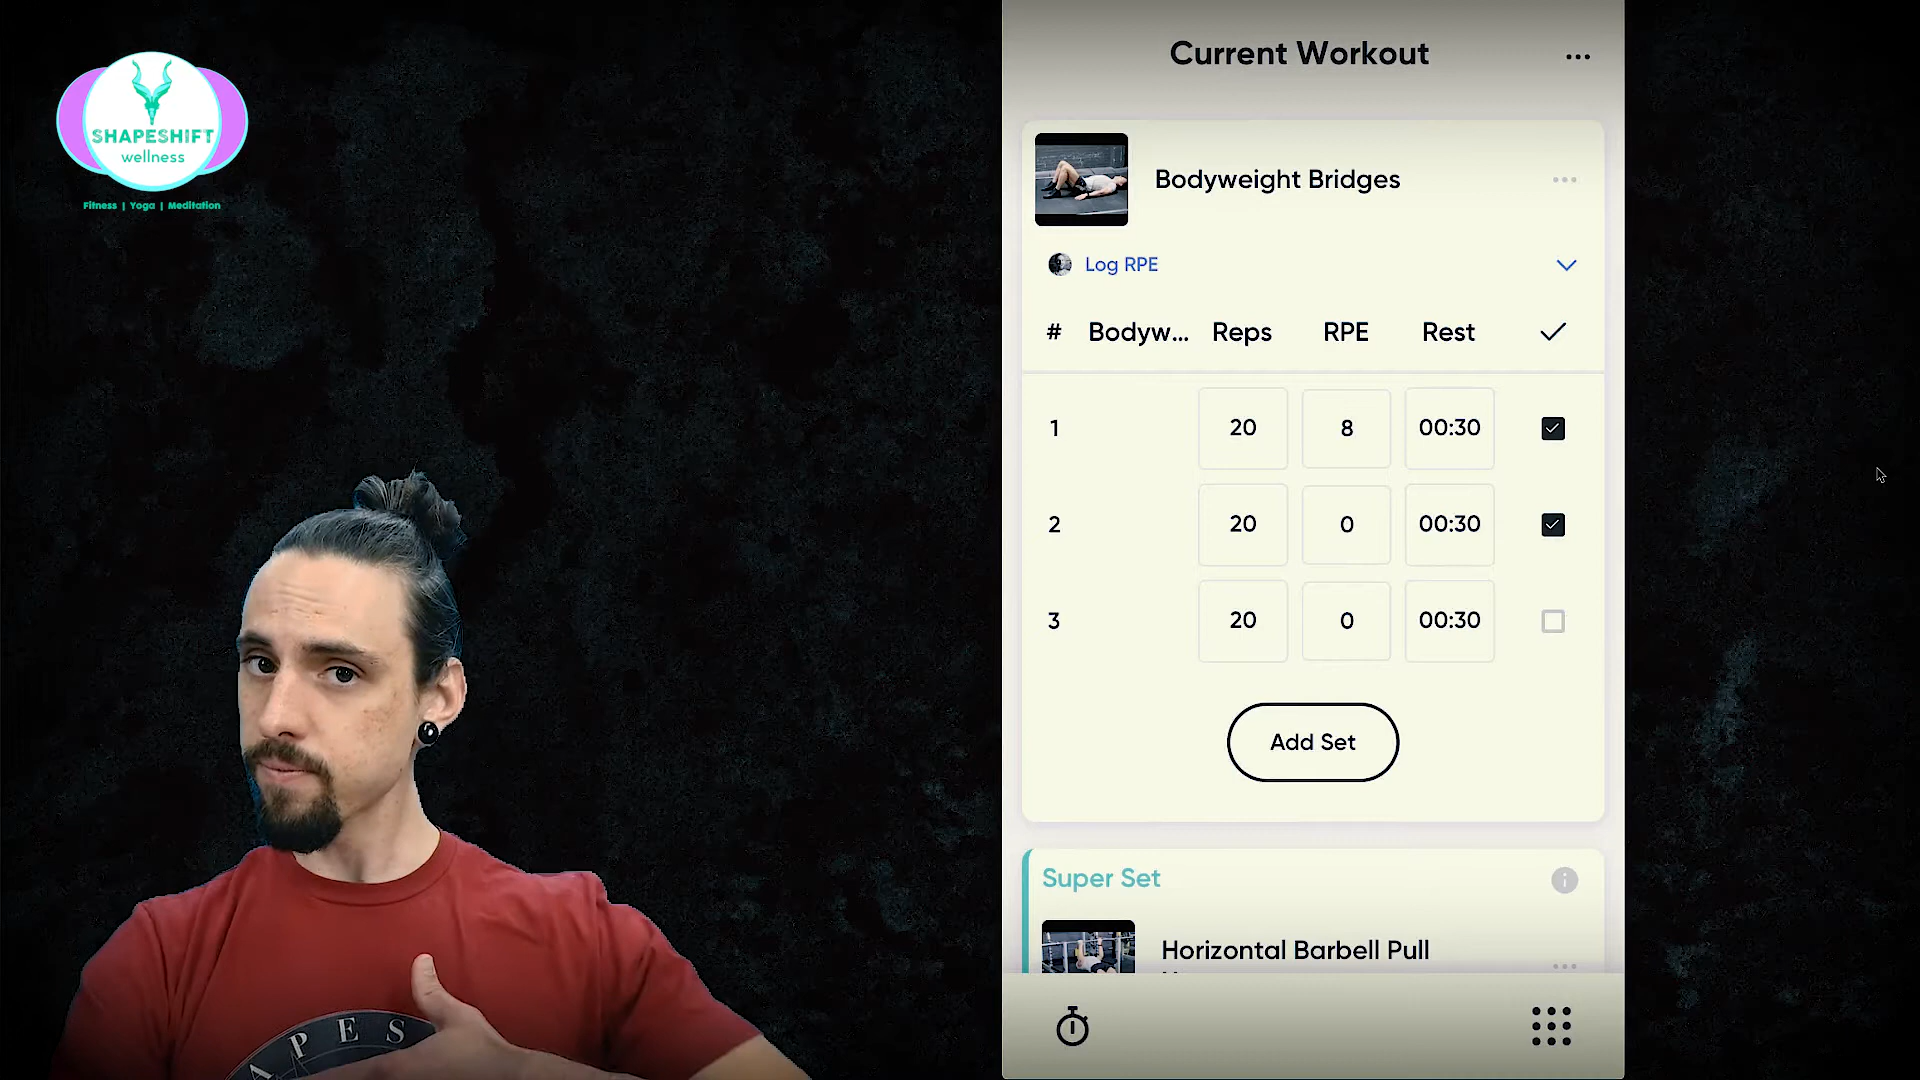 SHAPESHIFT
wellness
Fitness | Yoga | Meditation
Current Workout
Bodyweight Bridges
Log RPE
# Bodyw... Reps RPE Rest
1 20 8 00:30
2 20 0 00:30
3 20 0 00:30
Add Set
Super Set
Horizontal Barbell Pull
APES